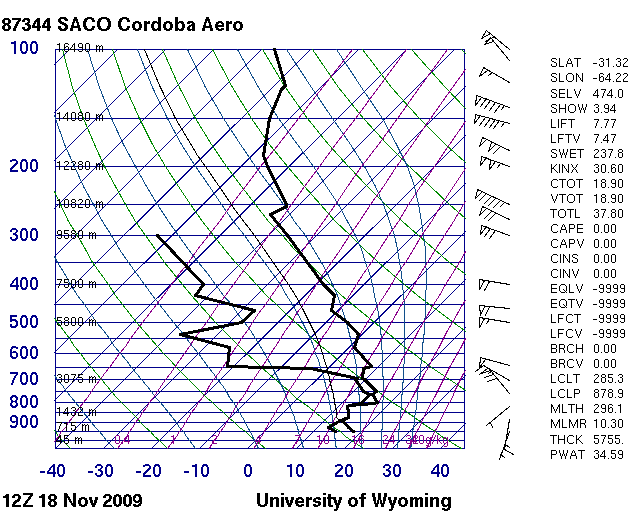 87344 SACO Cordoba Aero
100 16490 m
14080 m
200 12280 m
10820 m
300 9580 m
400 7500 m
500 5800 m
600
700 3075 m
800
1432 m
900 715 m
45 m 0.4 1 2 4 7 10 16 24 32 40g/kg
-40 -30 -20 -10 0 10 20 30 40
12Z 18 Nov 2009 University of Wyoming
SLAT -31.32
SLON -64.22
SELV 474.0
SHOW 3.94
LIFT 7.77
LFTV 7.47
SWET 237.8
KINX 30.60
CTOT 18.90
VTOT 18.90
TOTL 37.80
CAPE 0.00
CAPV 0.00
CINS 0.00
CINV 0.00
EQLV -9999
EQTV -9999
LFCT -9999
LFCV -9999
BRCH 0.00
BRCV 0.00
LCLT 285.3
LCLP 878.9
MLTH 296.1
MLMR 10.30
THCK 5755.
PWAT 34.59